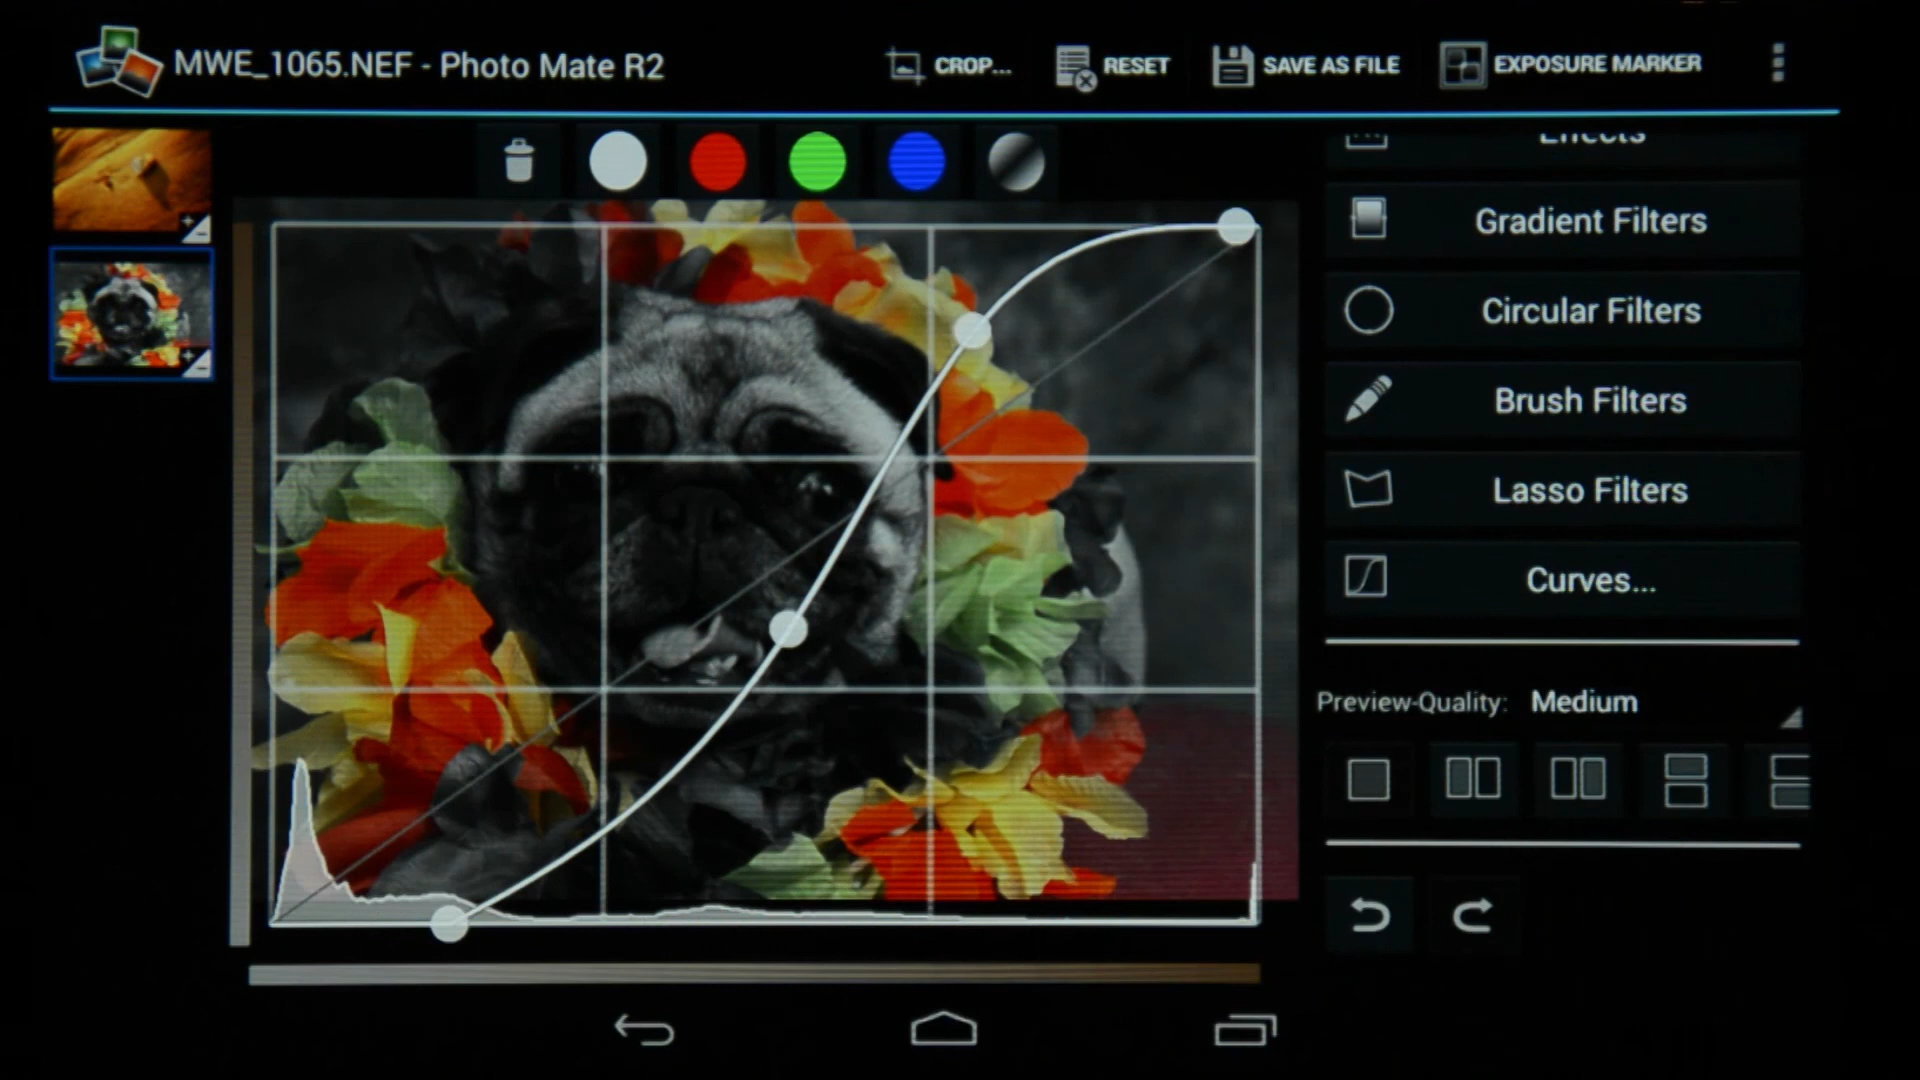 MWE_1065.NEF - Photo Mate R2
CROP...
RESET
SAVE AS FILE
EXPOSURE MARKER
Effects
Gradient Filters
Circular Filters
Brush Filters
Lasso Filters
Curves...
Preview-Quality: Medium